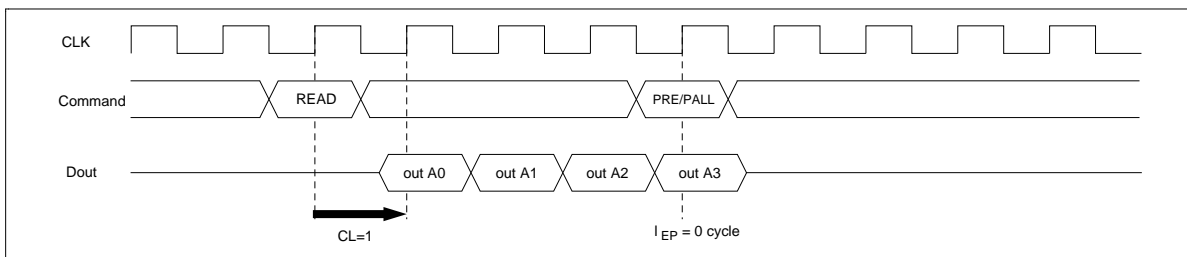 CLK
Command
READ
PRE/PALL
Dout
out A0
out A1
out A2
out A3
CL=1
l EP = 0 cycle